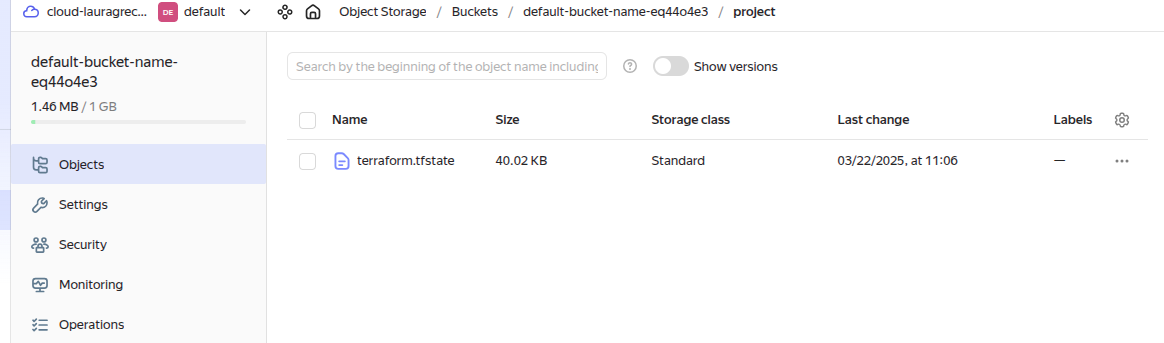 cloud-lauragrec... DE default Object Storage / Buckets / default-bucket-name-eq44o4e3 / project
default-bucket-name-
eq44o4e3
1.46 MB / 1 GB
Objects
Settings
Security
Monitoring
Operations
Search by the beginning of the object name including Show versions
Name Size Storage class Last change Labels
terraform.tfstate 40.02 KB Standard 03/22/2025, at 11:06 —